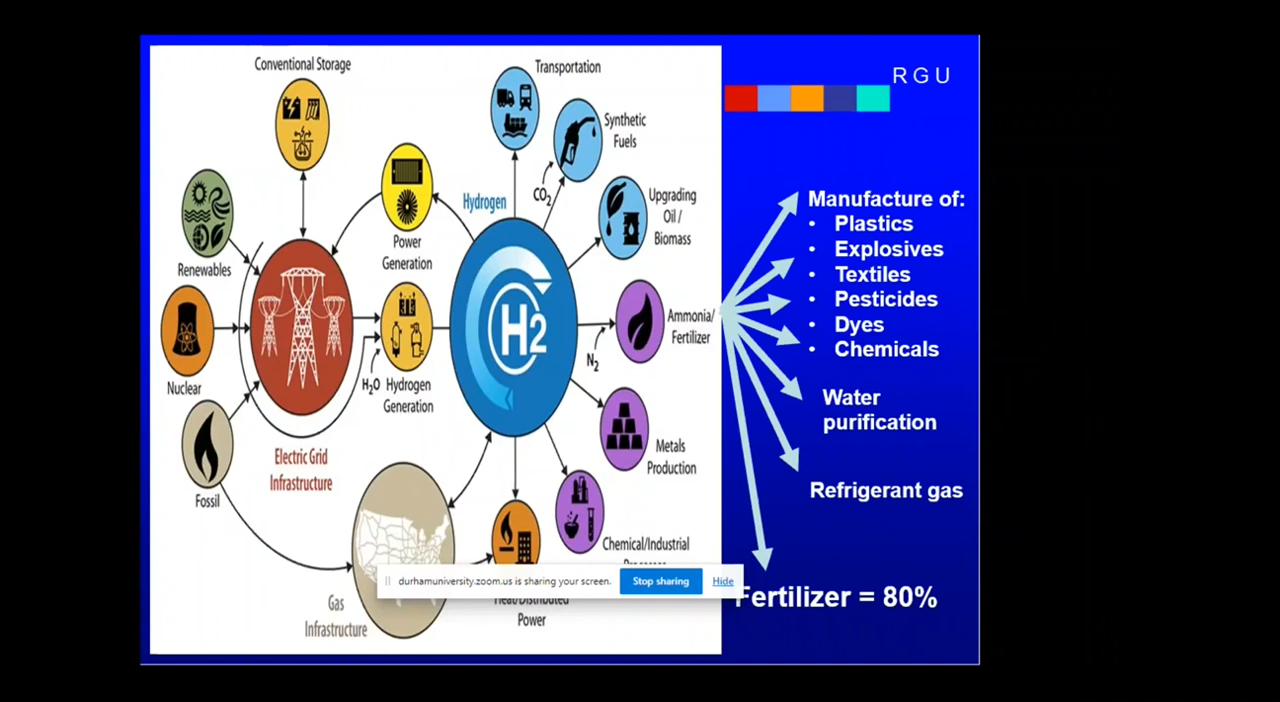 Conventional Storage
Transportation
Synthetic
Fuels
CO2
Renewables
Power
Generation
Hydrogen
Upgrading
Oil /
Biomass
H2
Ammonia/
Fertilizer
N2
Nuclear
H2O
Hydrogen
Generation
Electric Grid
Infrastructure
Metals
Production
Fossil
Chemical/Industrial
Gas
Infrastructure
Heat/Distributed
Power
durhamuniversity.zoom.us is sharing your screen.
Stop sharing
Hide
RGU
Manufacture of:
• Plastics
• Explosives
• Textiles
• Pesticides
• Dyes
• Chemicals
Water
purification
Refrigerant gas
Fertilizer = 80%